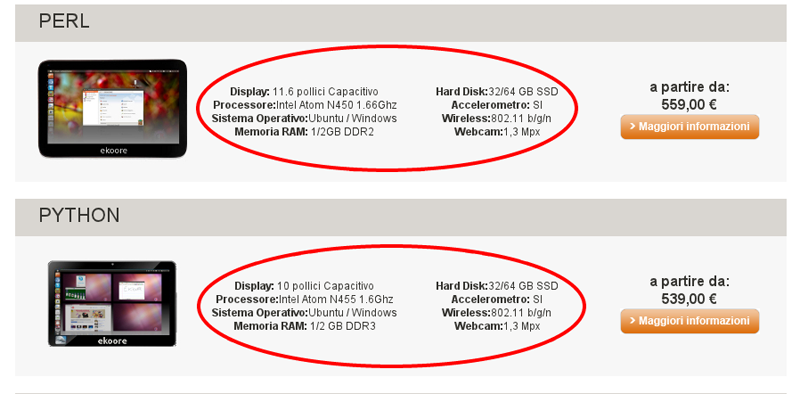 PERL
ekoore
Display: 11.6 pollici Capacitivo
Processore:Intel Atom N450 1.66Ghz
Sistema Operativo:Ubuntu / Windows
Memoria RAM: 1/2GB DDR2
Hard Disk:32/64 GB SSD
Accelerometro: SI
Wireless:802.11 b/g/n
Webcam:1,3 Mpx
a partire da:
559,00 €
> Maggiori informazioni
PYTHON
ekoore
Display: 10 pollici Capacitivo
Processore:Intel Atom N455 1.6Ghz
Sistema Operativo:Ubuntu / Windows
Memoria RAM: 1/2 GB DDR3
Hard Disk:32/64 GB SSD
Accelerometro: SI
Wireless:802.11 b/g/n
Webcam:1,3 Mpx
a partire da:
539,00 €
> Maggiori informazioni